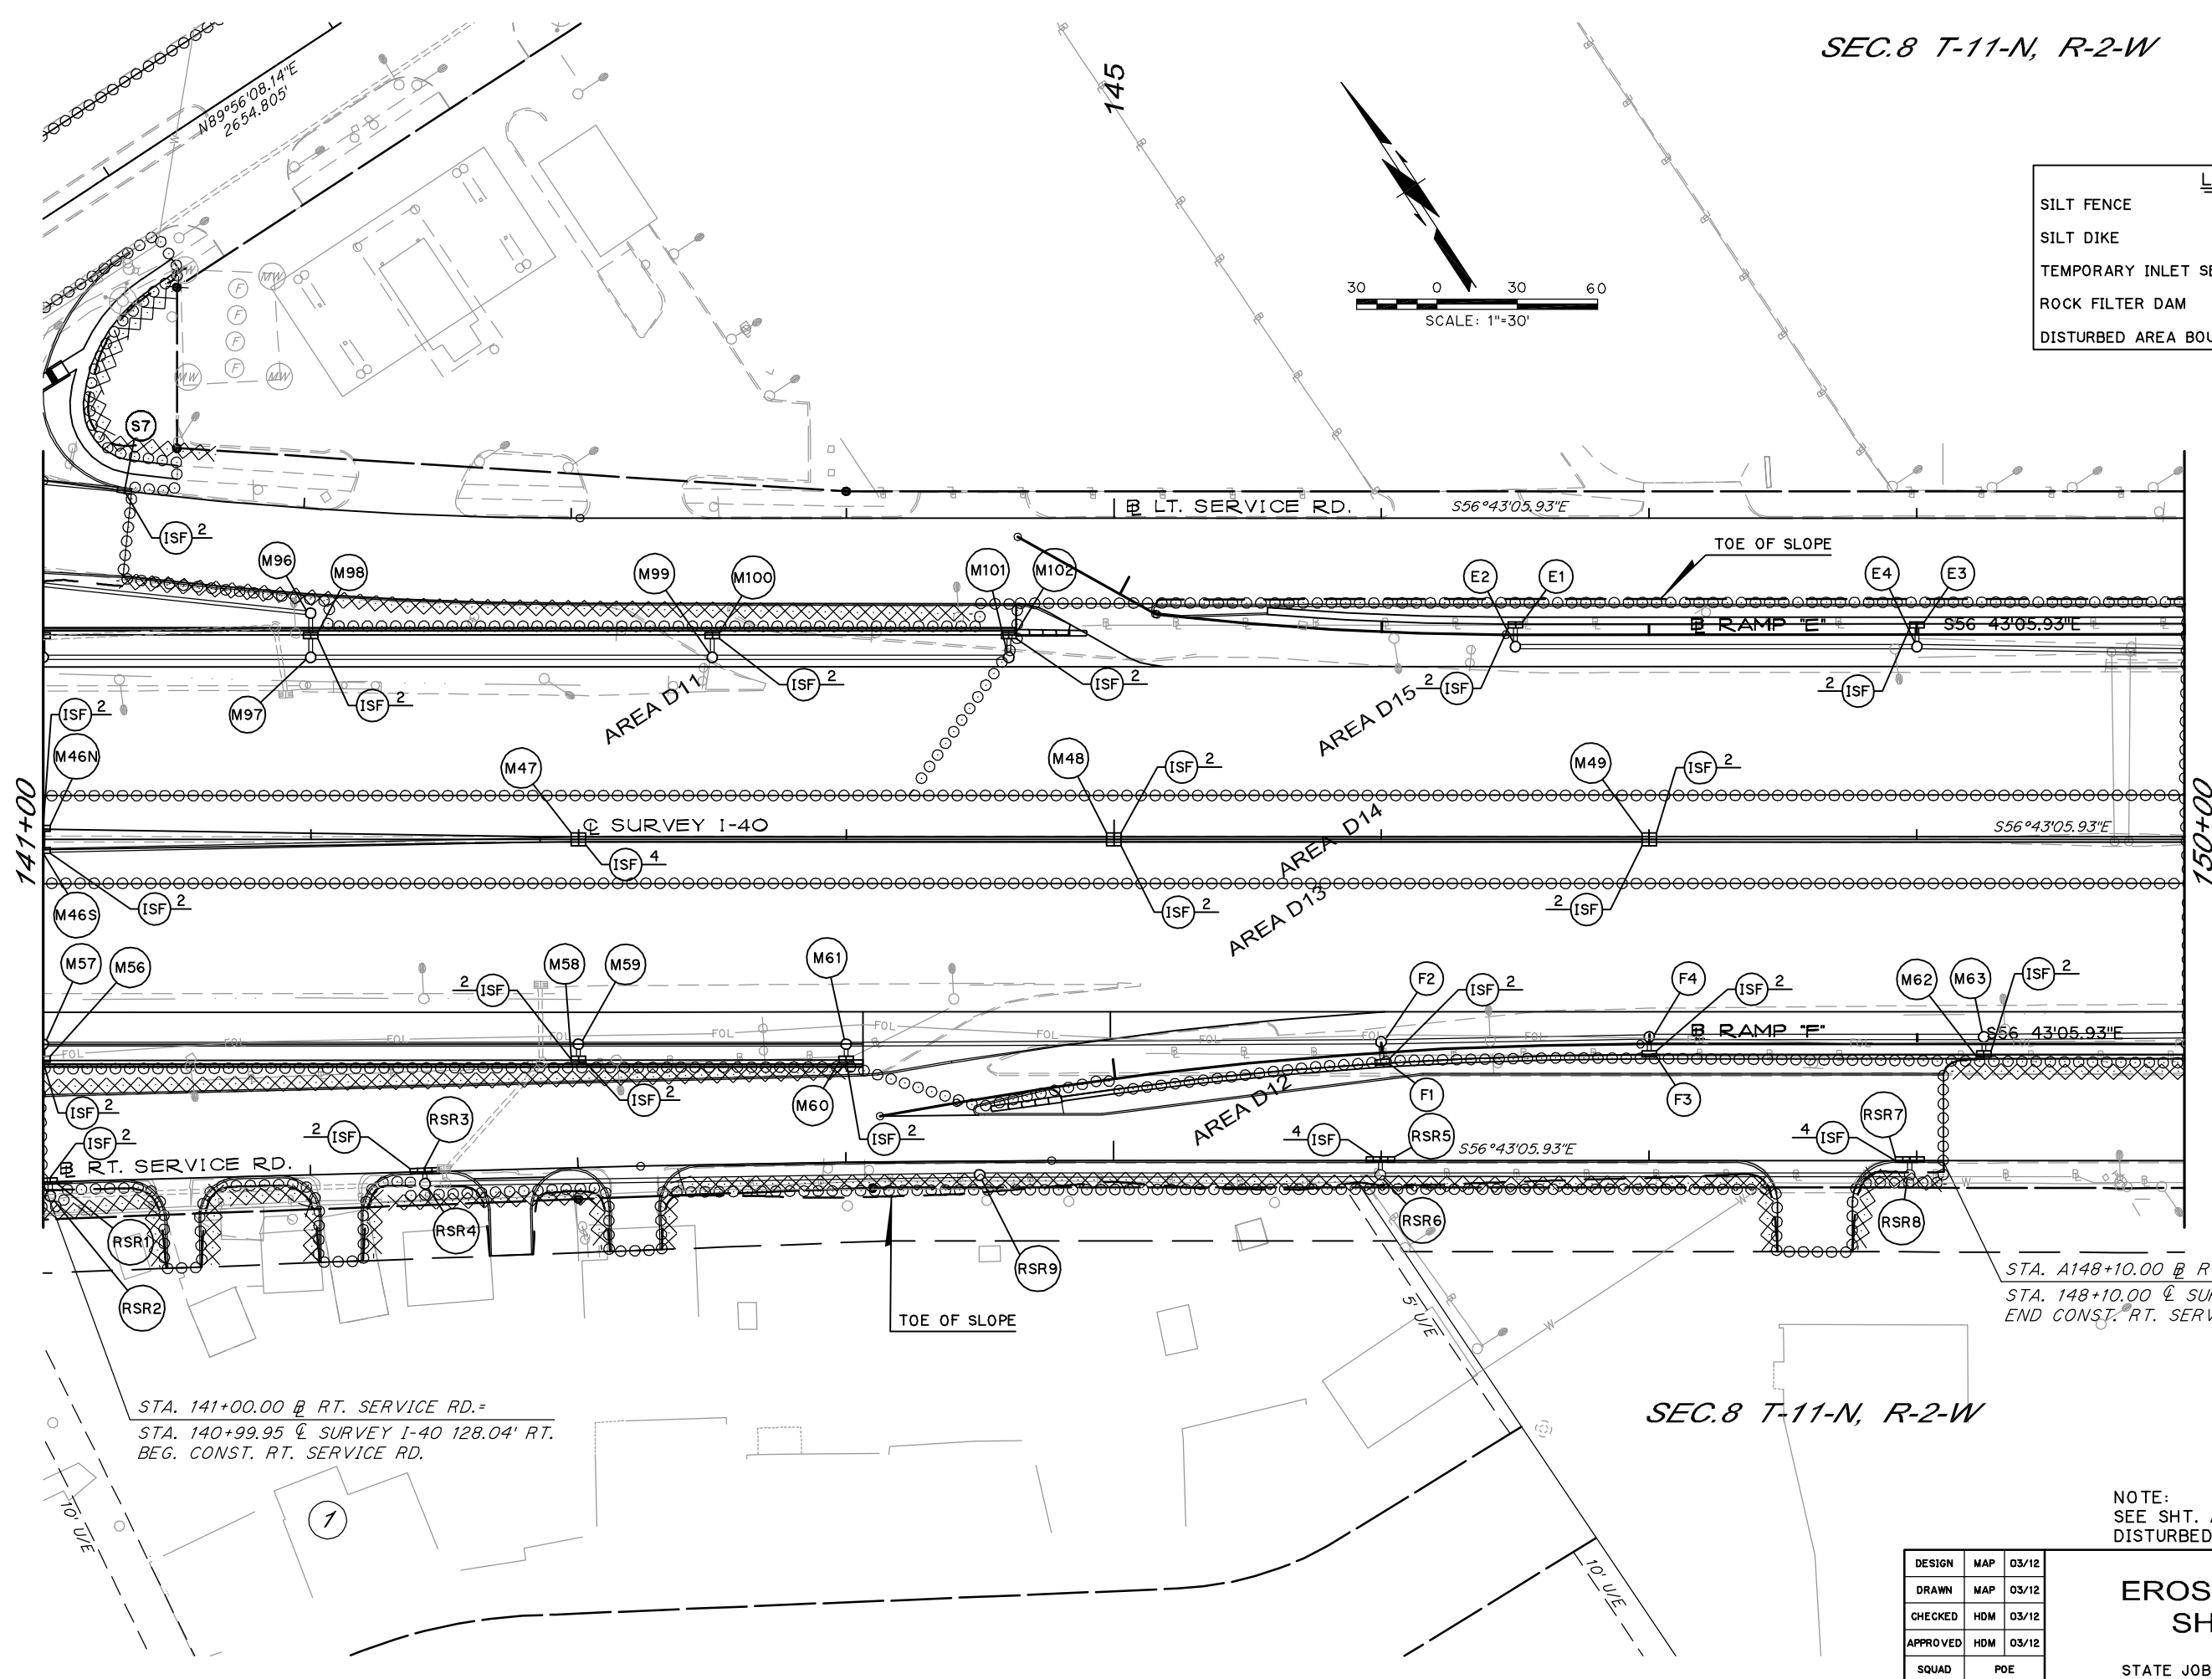 SEC.8 T-11-N, R-2-W
N89°56'08.14"E
2654.805'
145
30 0 30 60
SCALE: 1"=30'
SILT FENCE
SILT DIKE
TEMPORARY INLET
ROCK FILTER DAM
DISTURBED AREA
MW MW
F
F
F
F
MW MW
S7
ISF 2
℄ LT. SERVICE RD.
S56°43'05.93"E
TOE OF SLOPE
M96
M98
M99
M100
M101
M102
E2
E1
E4
E3
RAMP "E"
S56 43'05.93"E
M97
ISF 2
ISF 2
ISF 2
2 ISF
2 ISF
AREA D11
AREA D15
ISF 2
M46N
M47
M48
ISF 2
M49
ISF 2
141+00
150+00
℄ SURVEY I-40
S56°43'05.93"E
ISF 4
AREA D14
AREA D13
M46S
ISF 2
ISF 2
2 ISF
M57
M56
2 ISF
M58
M59
M61
F2
ISF 2
F4
ISF 2
M62
M63
ISF 2
FOL FOL FOL FOL FOL FOL FOL
RAMP "F"
S56 43'05.93"E
ISF 2
ISF 2
M60
ISF 2
F1
F3
AREA D12
ISF 2
2 ISF
RSR3
4 ISF
RSR5
S56°43'05.93"E
4 ISF
RSR7
RT. SERVICE RD.
RSR1
RSR2
RSR4
RSR9
RSR6
RSR8
TOE OF SLOPE
5' U/E
W
W
STA. A148+10.00
STA. 148+10.00 ℄
END CONST. RT.
STA. 141+00.00 RT. SERVICE RD.=
STA. 140+99.95 ℄ SURVEY I-40 128.04' RT.
BEG. CONST. RT. SERVICE RD.
SEC.8 T-11-N, R-2-W
1
10' U/E
10' U/E
NOTE:
SEE SHT.
DISTURBED
DESIGN MAP 03/12
DRAWN MAP 03/12
CHECKED HDM 03/12
APPROVED HDM 03/12
SQUAD POE
STATE JOB